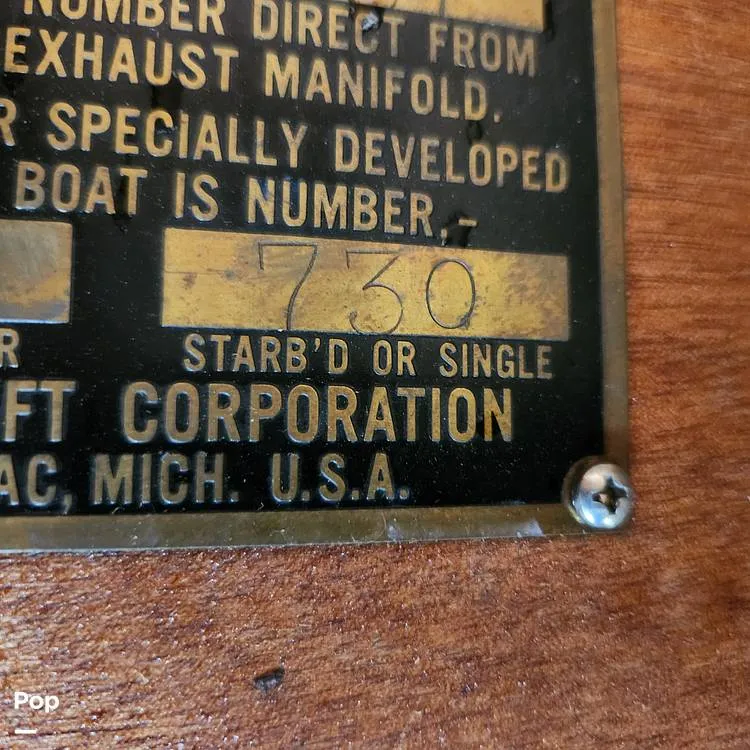 NUMBER DIRECT FROM
EXHAUST MANIFOLD.
R SPECIALLY DEVELOPED
BOAT IS NUMBER.-
730
R STARB'D OR SINGLE
FT CORPORATION
AC, MICH. U.S.A.
Pop